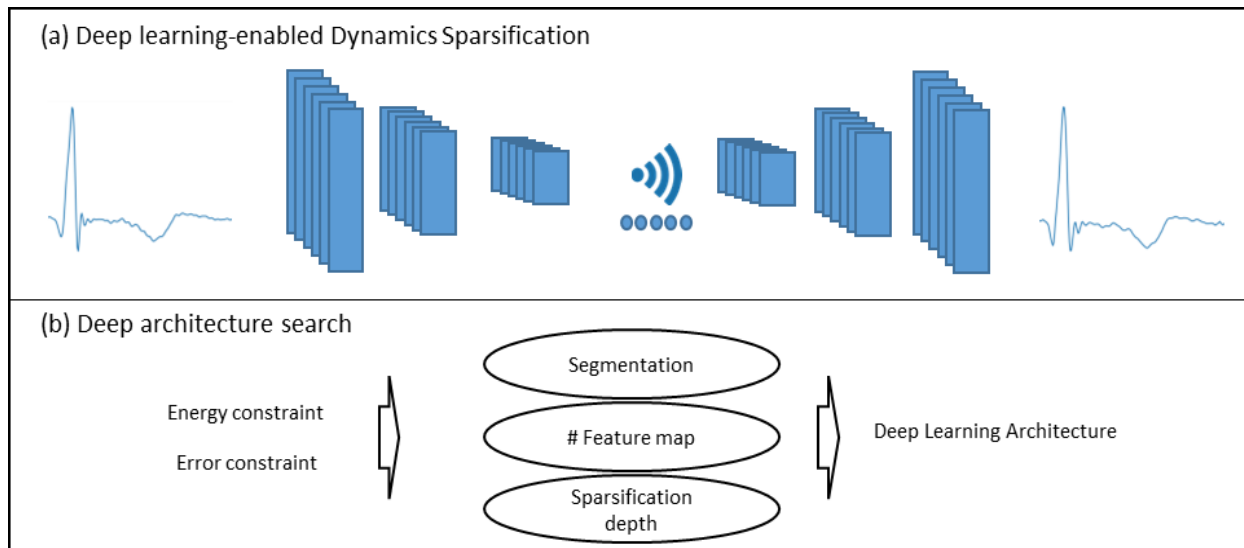 (a) Deep learning-enabled Dynamics Sparsification
(b) Deep architecture search
Energy constraint
Error constraint
Segmentation
# Feature map
Sparsification
depth
Deep Learning Architecture